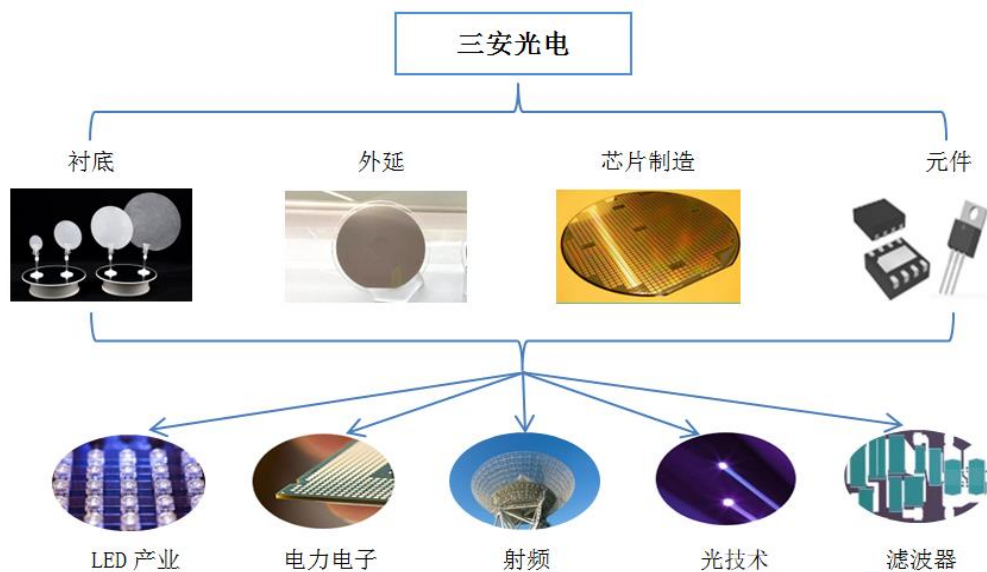 三安光电
衬底
外延
芯片制造
元件
LED 产业
电力电子
射频
光技术
滤波器